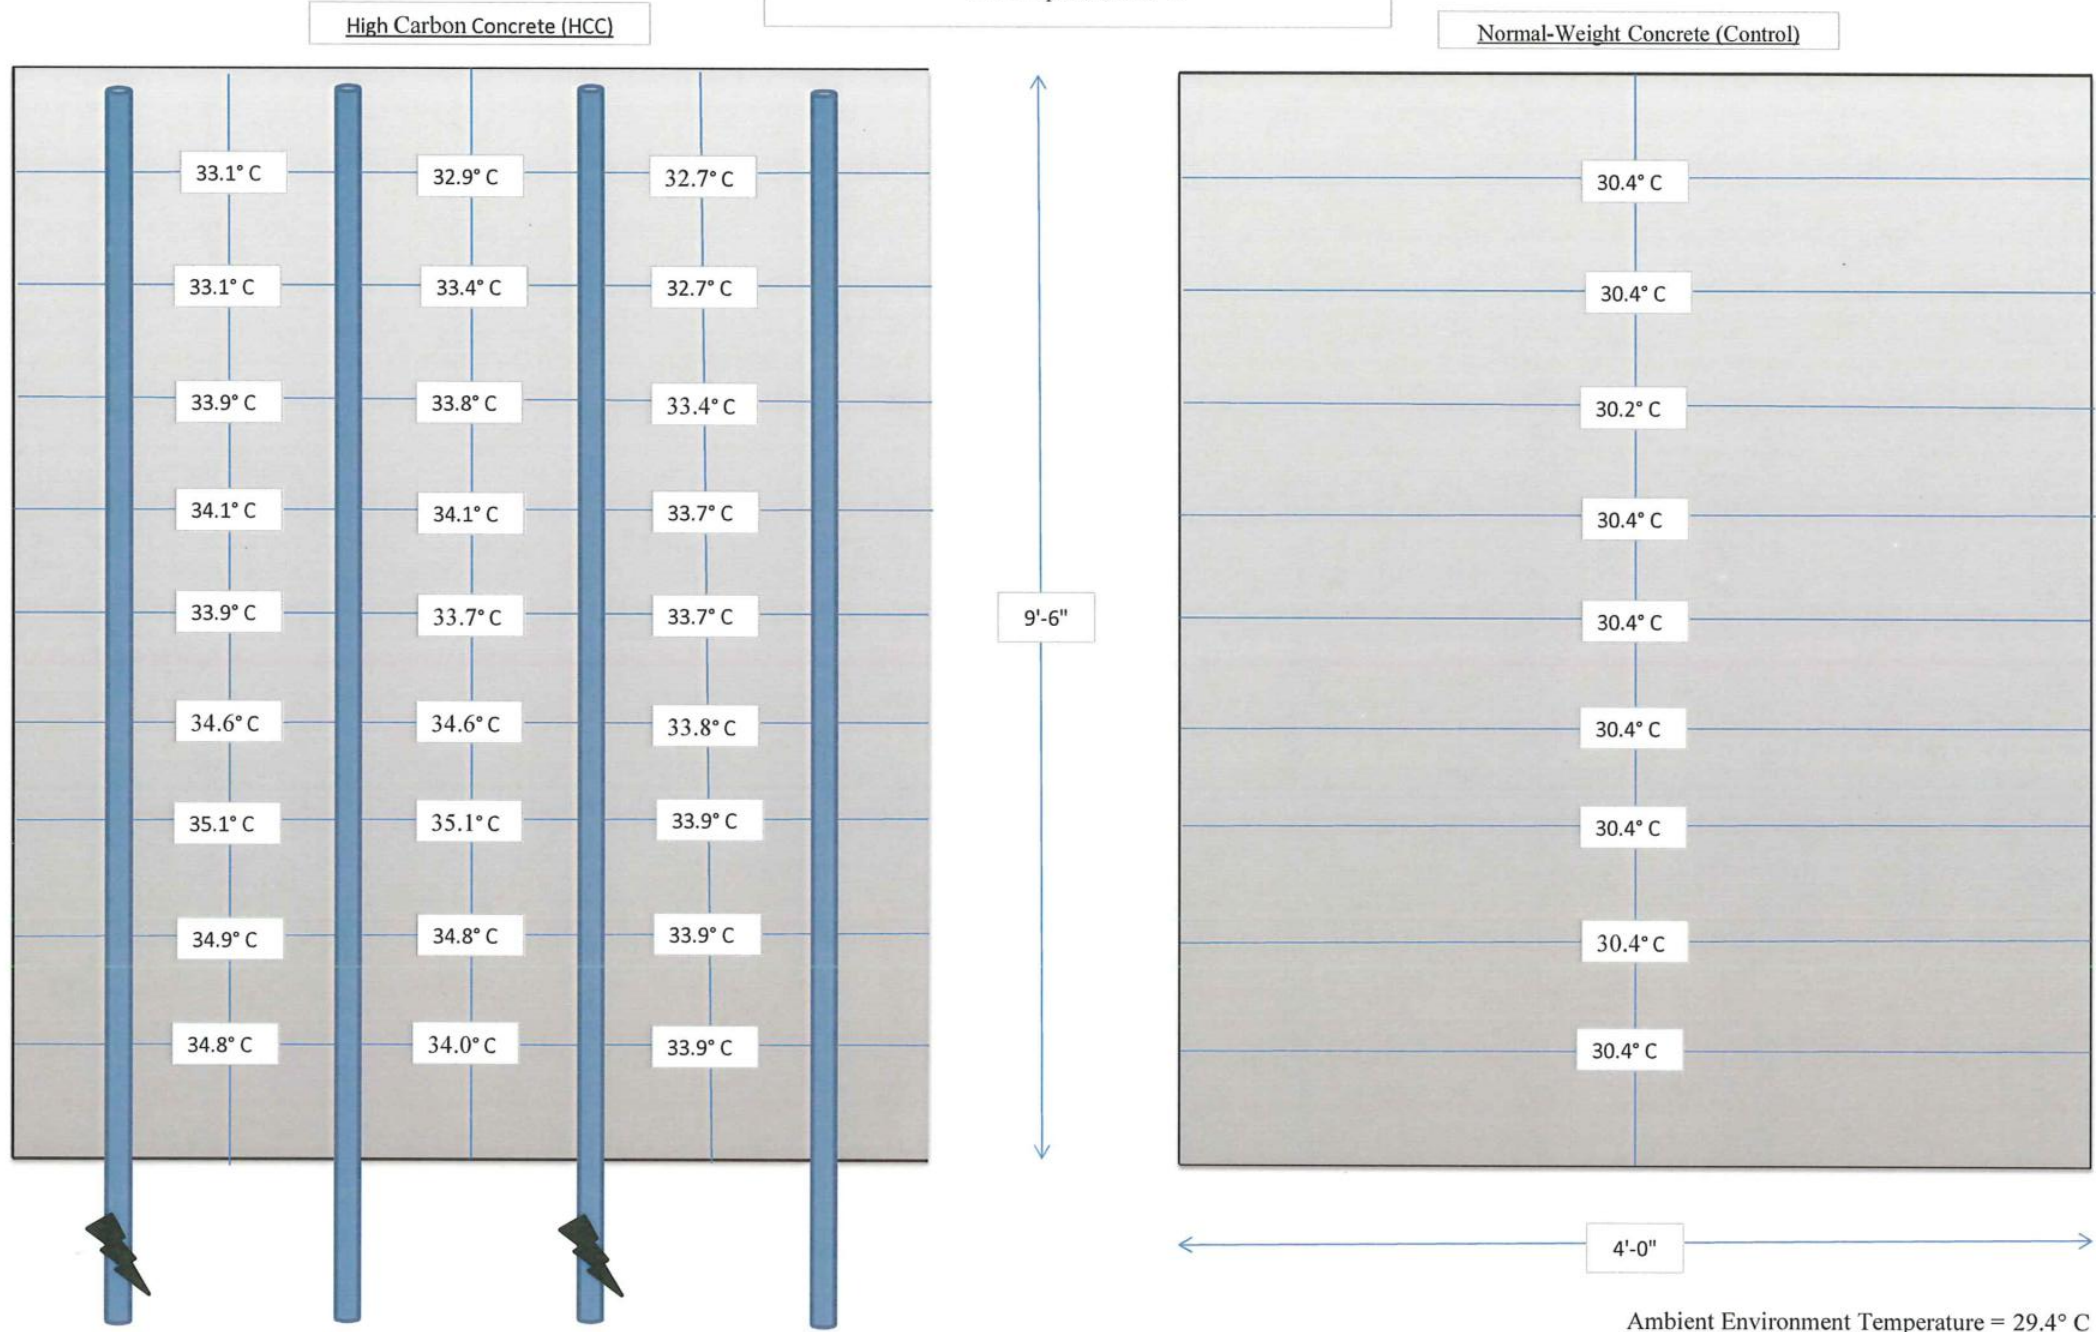 High Carbon Concrete (HCC)
Normal-Weight Concrete (Control)
33.1° C 32.9° C 32.7° C 30.4° C
33.1° C 33.4° C 32.7° C 30.4° C
33.9° C 33.8° C 33.4° C 30.2° C
34.1° C 34.1° C 33.7° C 30.4° C
33.9° C 33.7° C 33.7° C 9'-6" 30.4° C
34.6° C 34.6° C 33.8° C 30.4° C
35.1° C 35.1° C 33.9° C 30.4° C
34.9° C 34.8° C 33.9° C 30.4° C
34.8° C 34.0° C 33.9° C 30.4° C
4'-0"
Ambient Environment Temperature = 29.4° C